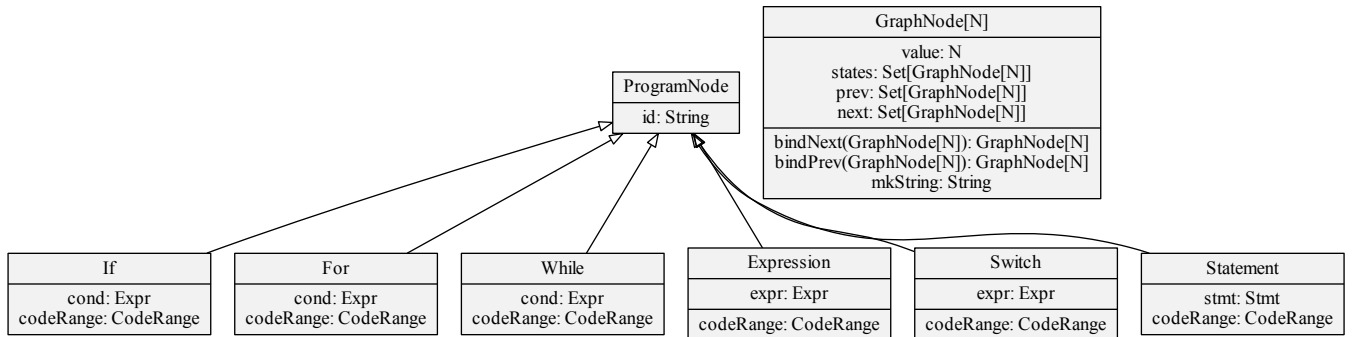 GraphNode[N]
value: N
states: Set[GraphNode[N]]
prev: Set[GraphNode[N]]
next: Set[GraphNode[N]]
bindNext(GraphNode[N]): GraphNode[N]
bindPrev(GraphNode[N]): GraphNode[N]
mkString: String
ProgramNode
id: String
If
cond: Expr
codeRange: CodeRange
For
cond: Expr
codeRange: CodeRange
While
cond: Expr
codeRange: CodeRange
Expression
expr: Expr
codeRange: CodeRange
Switch
expr: Expr
codeRange: CodeRange
Statement
stmt: Stmt
codeRange: CodeRange